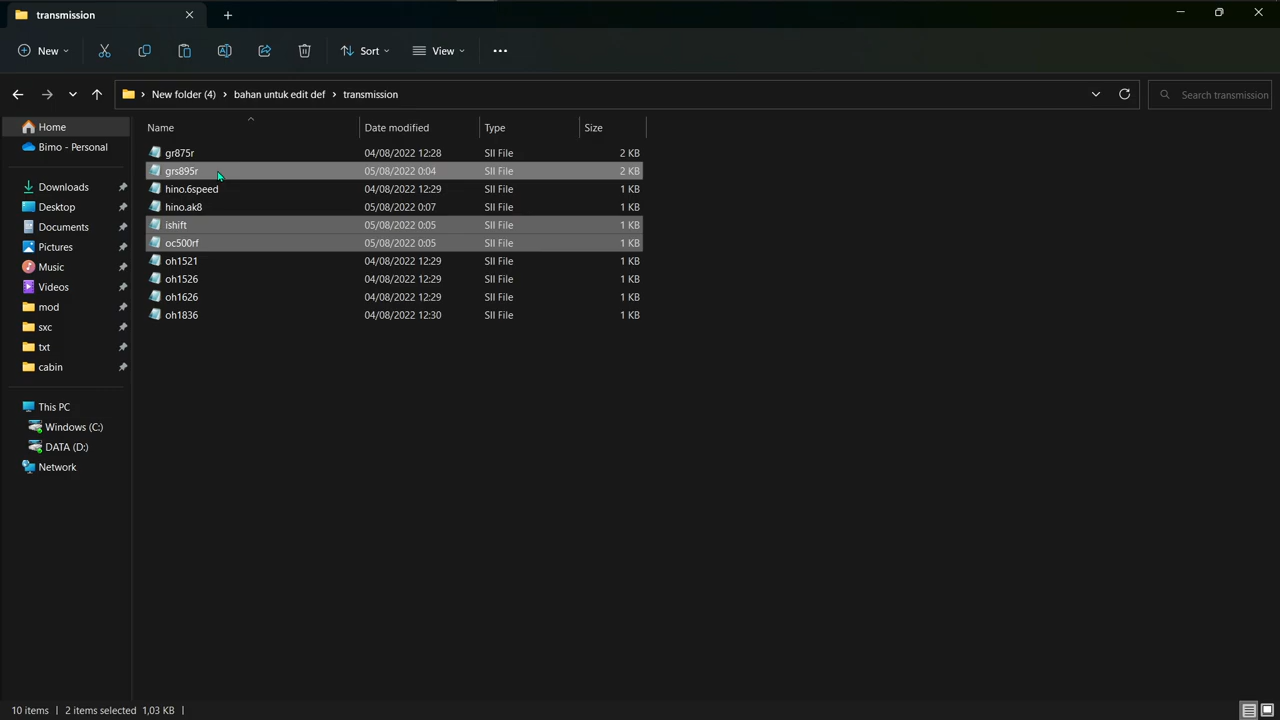 transmission
New
Sort
View
New folder (4) > bahan untuk edit def > transmission
Search transmission
Name Date modified Type Size
Home
Bimo - Personal
Downloads
Desktop
Documents
Pictures
Music
Videos
mod
sxc
txt
cabin
This PC
Windows (C:)
DATA (D:)
Network
gr875r 04/08/2022 12:28 SII File 2 KB
grs895r 05/08/2022 0:04 SII File 2 KB
hino.6speed 04/08/2022 12:29 SII File 1 KB
hino.ak8 05/08/2022 0:07 SII File 1 KB
ishift 05/08/2022 0:05 SII File 1 KB
oc500rf 05/08/2022 0:05 SII File 1 KB
oh1521 04/08/2022 12:29 SII File 1 KB
oh1526 04/08/2022 12:29 SII File 1 KB
oh1626 04/08/2022 12:29 SII File 1 KB
oh1836 04/08/2022 12:30 SII File 1 KB
10 items | 2 items selected 1,03 KB |